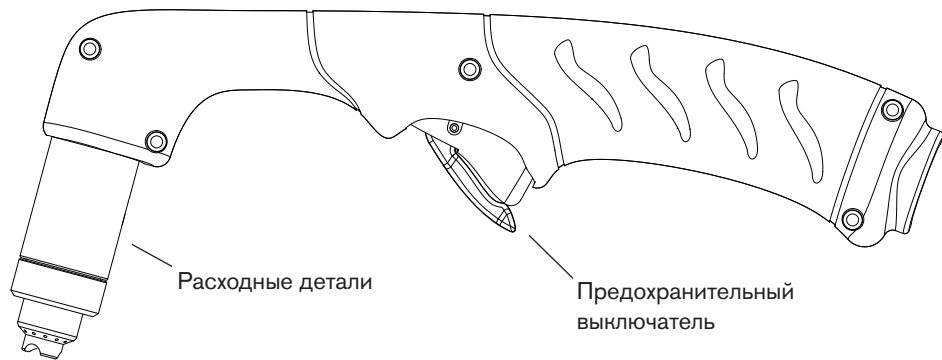 Расходные детали
Предохранительный
выключатель